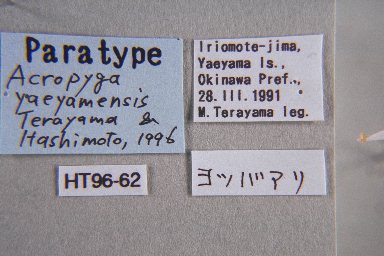 Paratype
Acropyga
yaeyamensis
Terayama &
Hashimoto, 1996
Iriomote-jima,
Yaeyama Is.,
Okinawa Pref.,
28.III.1991
M.Terayama leg.
HT96-62
ヨツバアリ